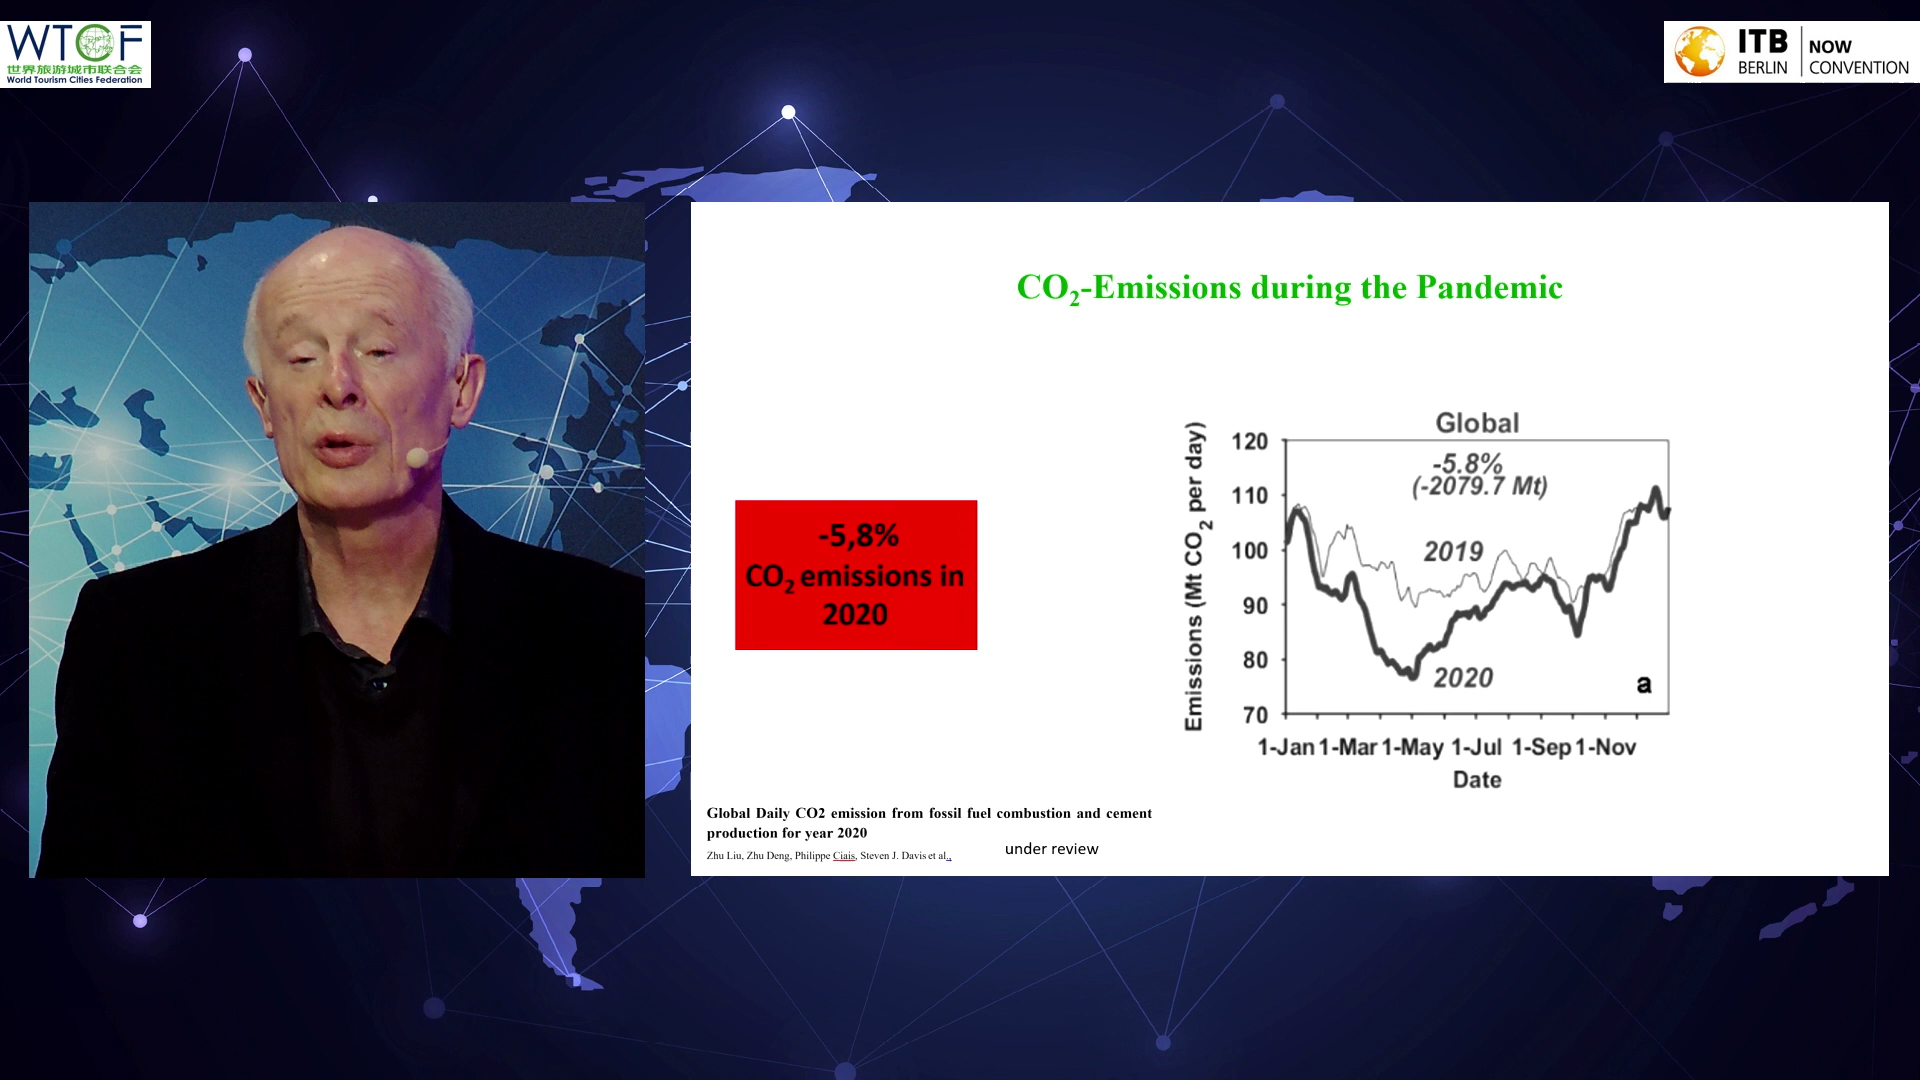 WTCF
世界旅游城市联合会
World Tourism Cities Federation
ITB
BERLIN
NOW
CONVENTION
CO₂-Emissions during the Pandemic
-5,8%
CO₂ emissions in
2020
Global
-5.8%
(-2079.7 Mt)
2019
2020
a
Emissions (Mt CO₂ per day)
120
110
100
90
80
70
1-Jan 1-Mar 1-May 1-Jul 1-Sep 1-Nov
Date
Global Daily CO2 emission from fossil fuel combustion and cement
production for year 2020
Zhu Liu, Zhu Deng, Philippe Ciais, Steven J. Davis et al.,
under review